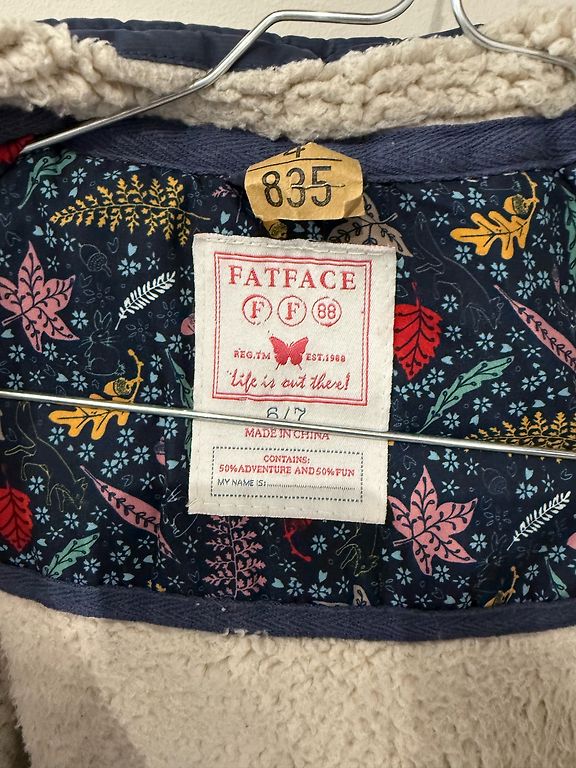 4
835
FATFACE
F F 88
REG.TM EST.1988
Life is out there!
6/7
MADE IN CHINA
CONTAINS:
50% ADVENTURE AND 50% FUN
MY NAME IS: